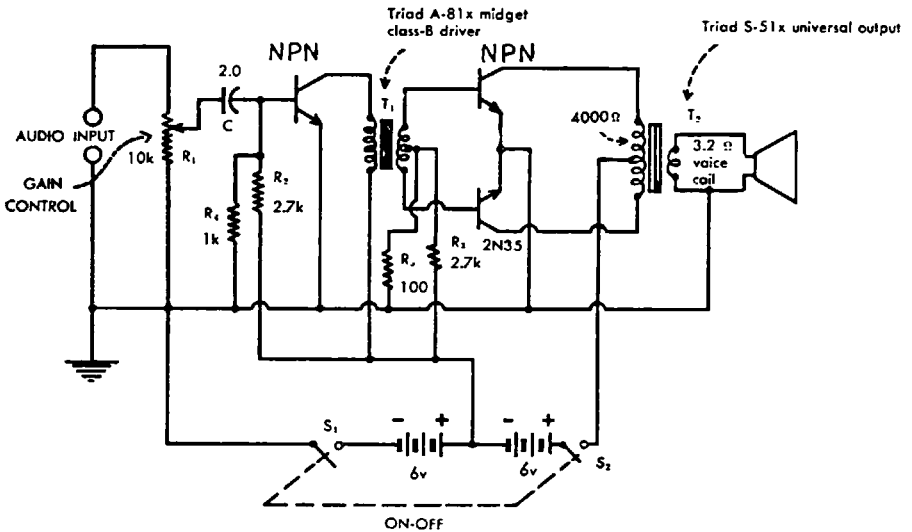 Triad A-81x midget
class-B driver
Triad S-51x universal output
NPN
NPN
2.0
C
T₁
T₂
4000Ω
3.2 Ω
voice
coil
AUDIO INPUT
10k
R₁
GAIN
CONTROL
R₂
2.7k
R₄
1k
2N35
R₃
2.7k
100
S₁
- +
- +
6v
6v
S₂
ON-OFF